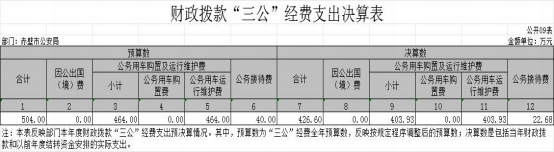 财政拨款“三公”经费支出决算表
公开09表
部门：赤壁市公安局 金额单位：万元
预算数 决算数
合计 因公出国（境）费 公务用车购置及运行维护费 公务接待费 合计 因公出国（境）费 公务用车购置及运行维护费 公务接待费
小计 公务用车购置费 公务用车运行维护费 小计 公务用车购置费 公务用车运行维护费
1 2 3 4 5 6 7 8 9 10 11 12
504.00 0.00 464.00 0.00 464.00 40.00 426.60 0.00 403.93 0.00 403.93 22.68
注：本表反映部门本年度财政拨款“三公”经费支出预决算情况。其中，预算数为“三公”经费全年预算数，反映按规定程序调整后的预算数；决算数是包括当年财政拨
款和以前年度结转资金安排的实际支出。